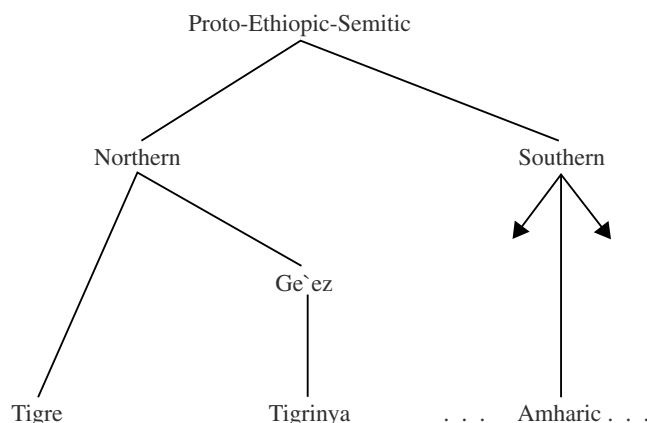 Proto-Ethiopic-Semitic
Northern Southern
Ge`ez
Tigre Tigrinya . . . Amharic . . .